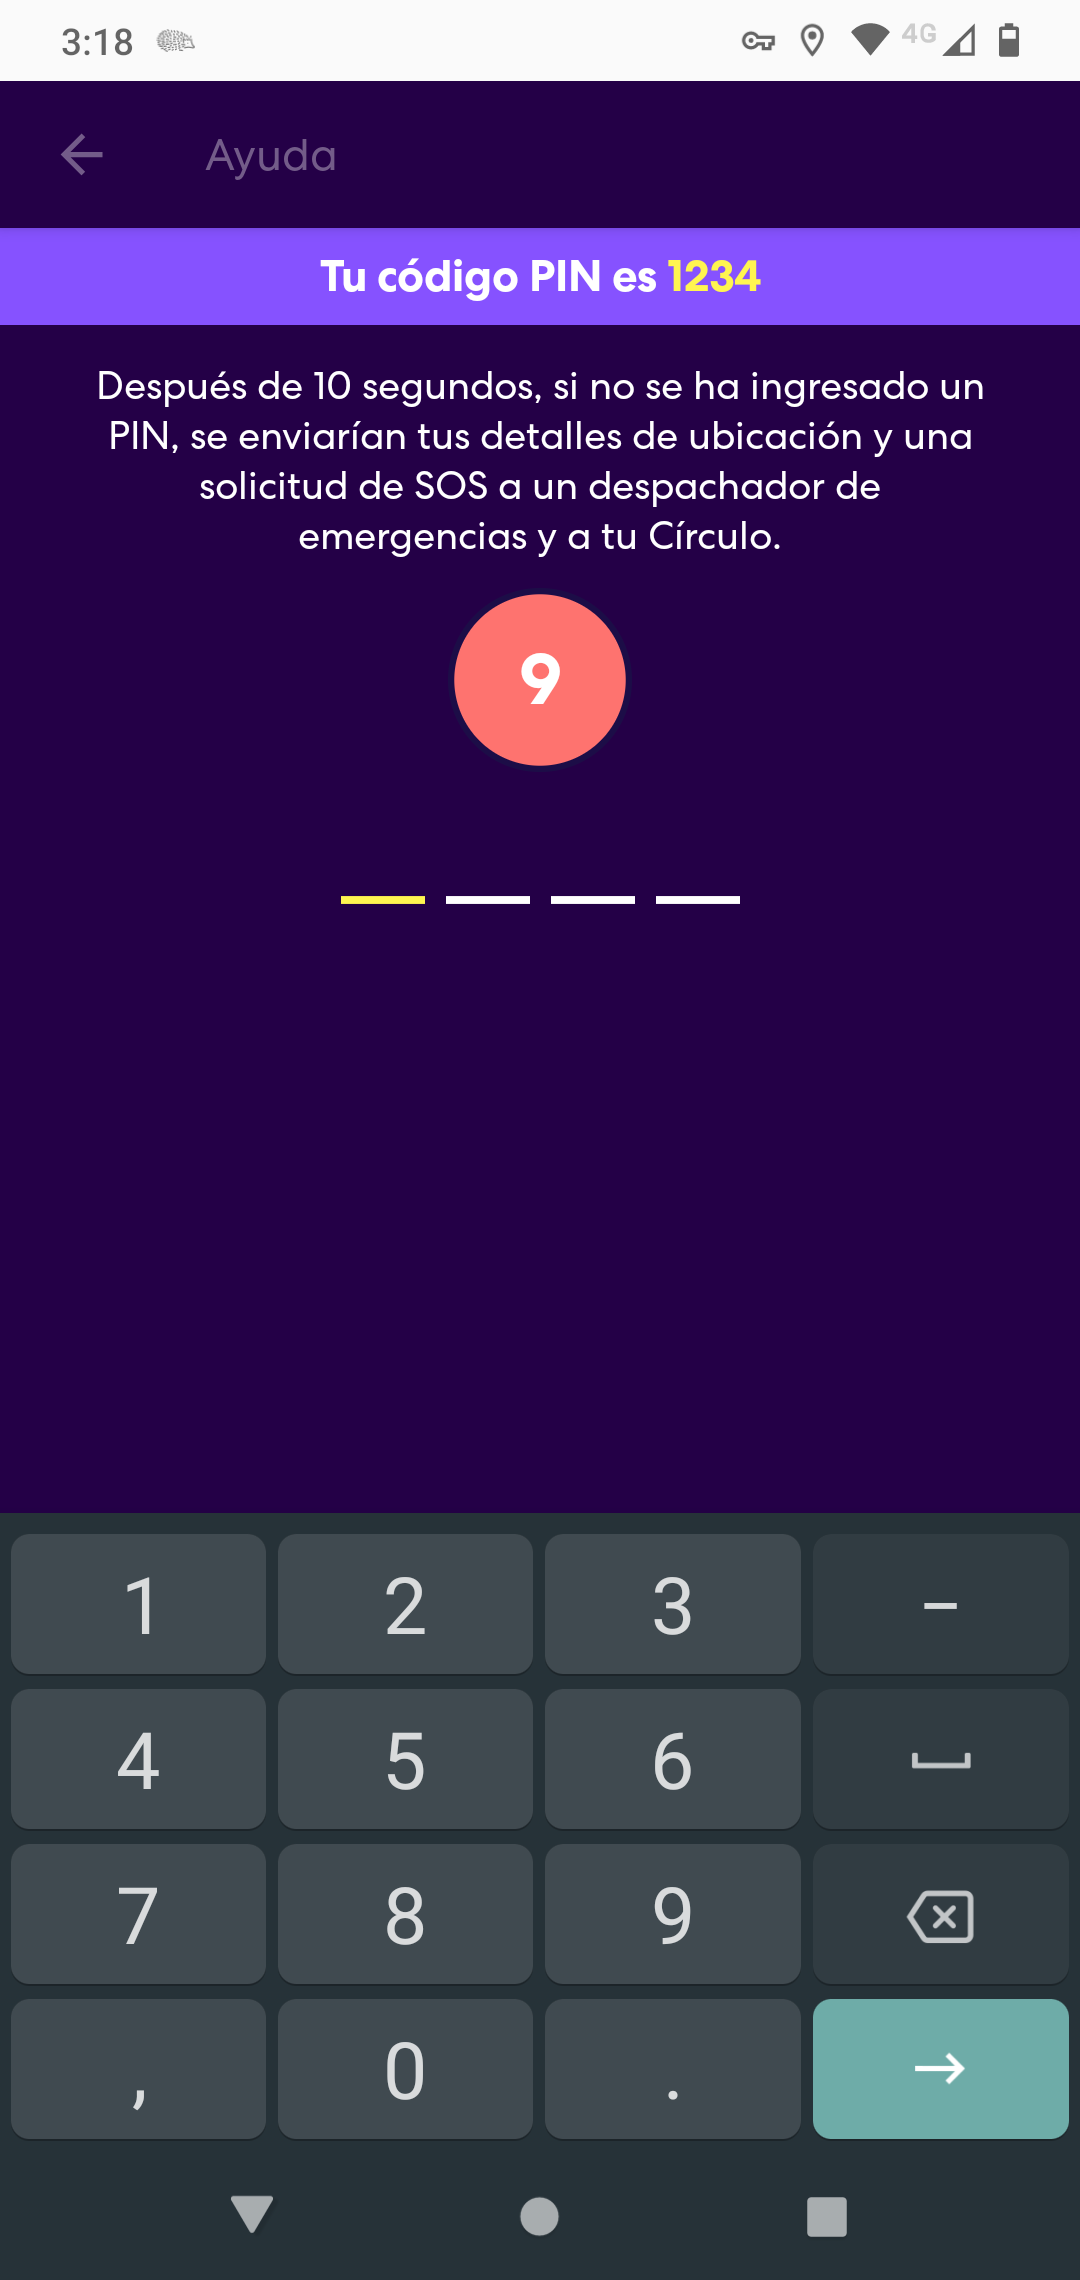 3:18
4G
Ayuda
Tu código PIN es 1234
Después de 10 segundos, si no se ha ingresado un
PIN, se enviarían tus detalles de ubicación y una
solicitud de SOS a un despachador de
emergencias y a tu Círculo.
9
1 2 3 –
4 5 6
7 8 9
, 0 .